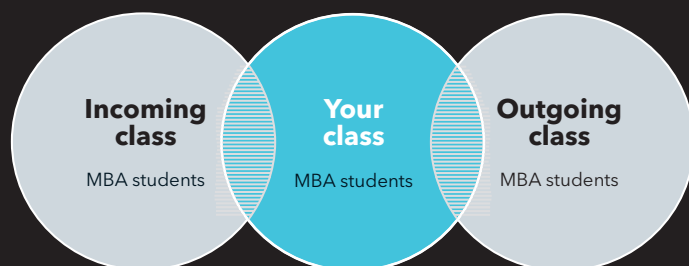 Incoming
class
MBA students
Your
class
MBA students
Outgoing
class
MBA students